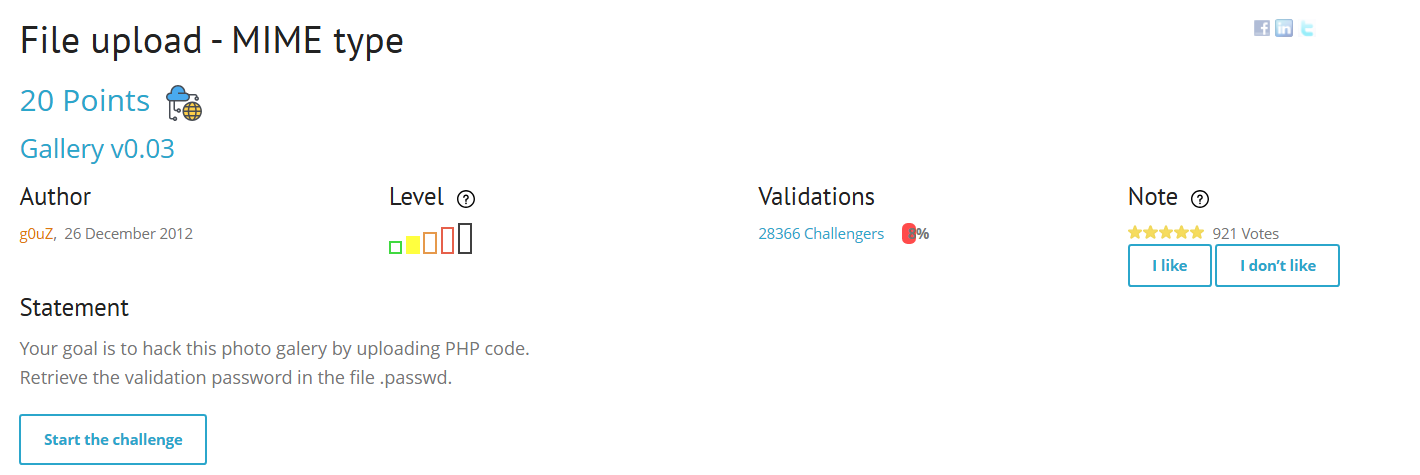 File upload - MIME type
20 Points
Gallery v0.03
Author
Level ?
Validations
Note ?
g0uZ, 26 December 2012
28366 Challengers 8%
921 Votes
I like
I don't like
Statement
Your goal is to hack this photo galery by uploading PHP code.
Retrieve the validation password in the file .passwd.
Start the challenge